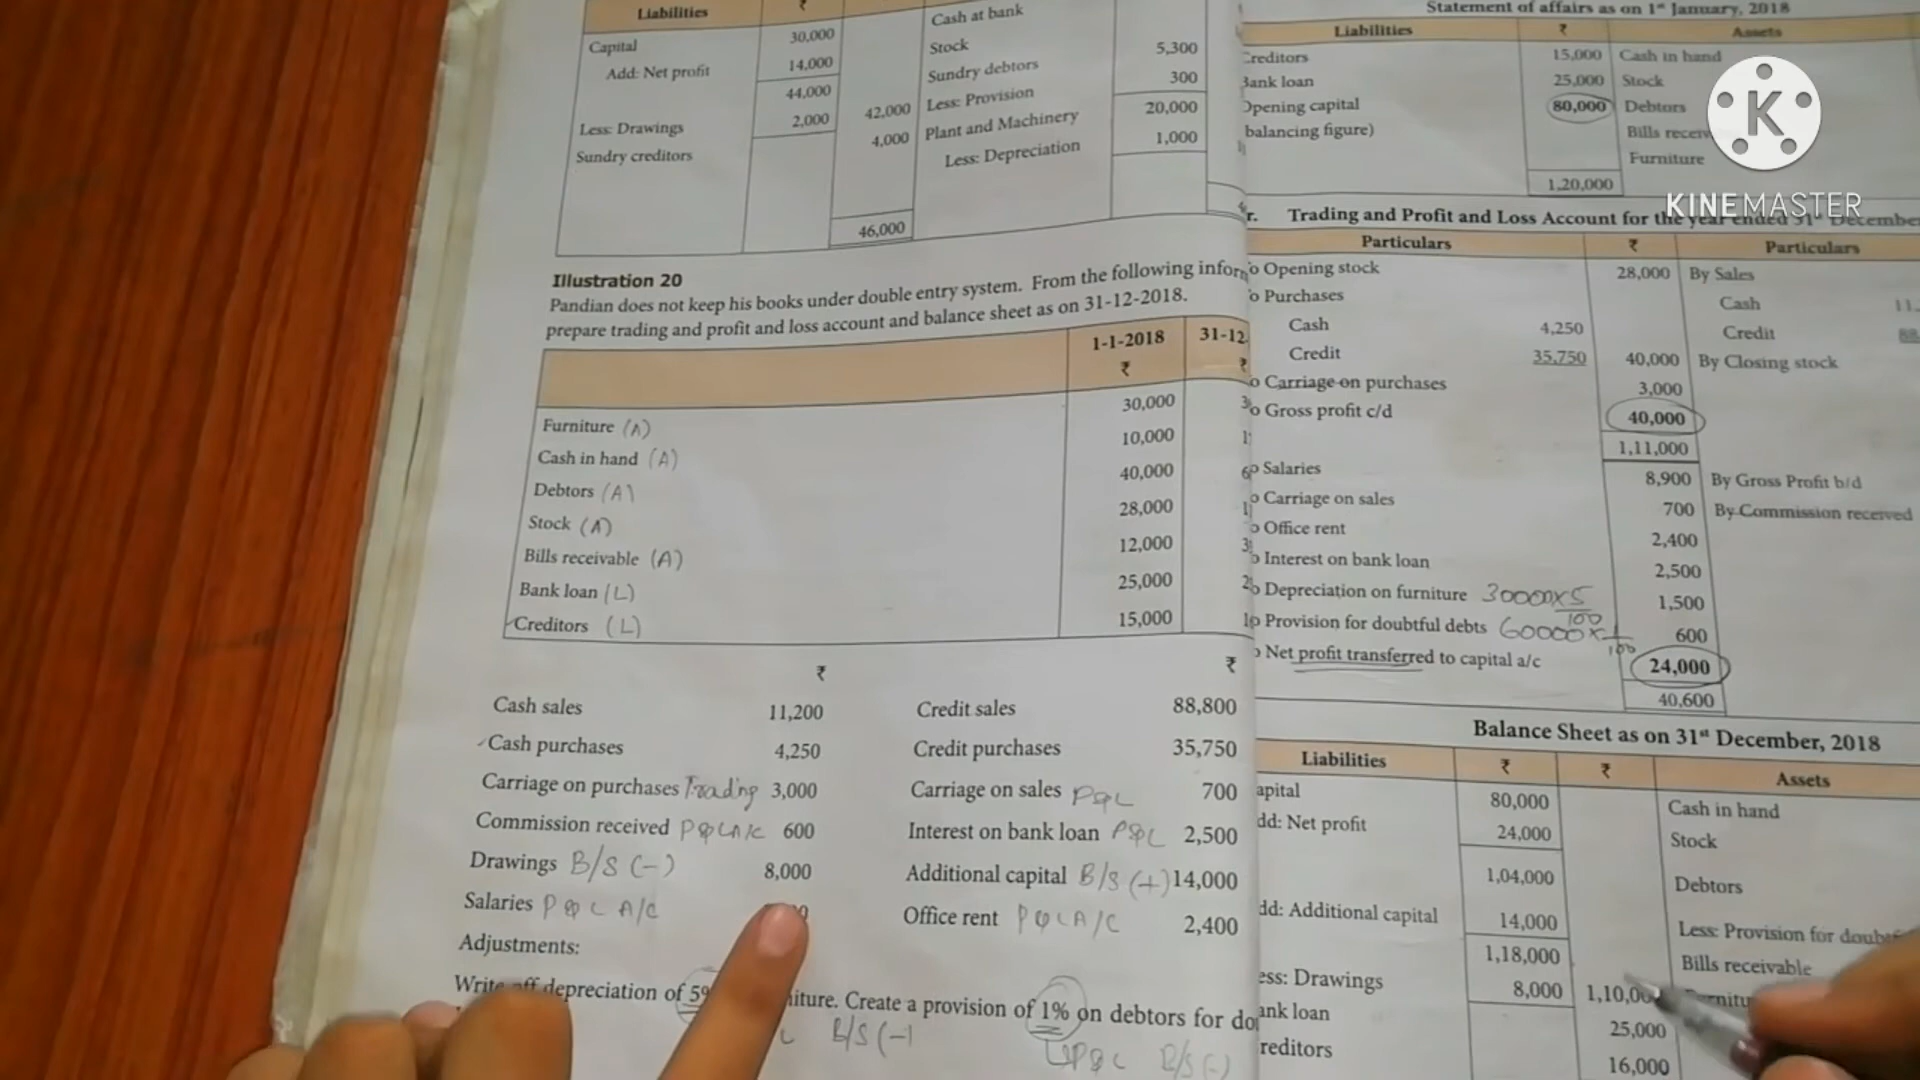 Liabilities ₹
Capital 30,000 Cash at bank
Add: Net profit 14,000 Stock 5,300
44,000 Sundry debtors 300
Less: Drawings 2,000 42,000 Less: Provision 20,000
Sundry creditors 4,000 Plant and Machinery 1,000
Less: Depreciation
46,000
Illustration 20
Pandian does not keep his books under double entry system. From the following
prepare trading and profit and loss account and balance sheet as on 31-12-2018.
1-1-2018 31-12
₹ ₹
Furniture (A) 30,000
Cash in hand (A) 10,000
Debtors (A) 40,000
Stock (A) 28,000
Bills receivable (A) 12,000
Bank loan (L) 25,000
Creditors (L) 15,000
₹ ₹
Cash sales 11,200 Credit sales 88,800
Cash purchases 4,250 Credit purchases 35,750
Carriage on purchases Trading 3,000 Carriage on sales P&L 700
Commission received P&L A/C 600 Interest on bank loan P&L 2,500
Drawings B/S (-) 8,000 Additional capital B/S (+) 14,000
Salaries P&L A/C Office rent P&L A/C 2,400
Adjustments:
Write off depreciation of 5% Create a provision of 1% on debtors for
B/S (- P&L B/S (-)
Statement of affairs as on 1st January, 2018
Liabilities ₹ Assets
Creditors 15,000 Cash in hand
Bank loan 25,000 Stock
Opening capital 80,000 Debtors
balancing figure) Bills
Furniture
1,20,000
K
KINEMASTER
r. Trading and Profit and Loss Account for the year ended 31st December
Particulars ₹ Particulars
To Opening stock 28,000 By Sales
To Purchases Cash 11,
Cash 4,250 Credit 88
Credit 35,750 40,000 By Closing stock
To Carriage on purchases 3,000
To Gross profit c/d 40,000
1,11,000
Salaries 8,900 By Gross Profit b/d
Carriage on sales 700 By Commission received
Office rent 2,400
Interest on bank loan 2,500
Depreciation on furniture 30000×5/100 1,500
Provision for doubtful debts 60000×1/100 600
Net profit transferred to capital a/c 24,000
40,600
Balance Sheet as on 31st December, 2018
Liabilities ₹ ₹ Assets
apital 80,000 Cash in hand
dd: Net profit 24,000 Stock
1,04,000 Debtors
dd: Additional capital 14,000 Less: Provision for
1,18,000 Bills receivable
ess: Drawings 8,000 1,10,00
ank loan 25,000
reditors 16,000